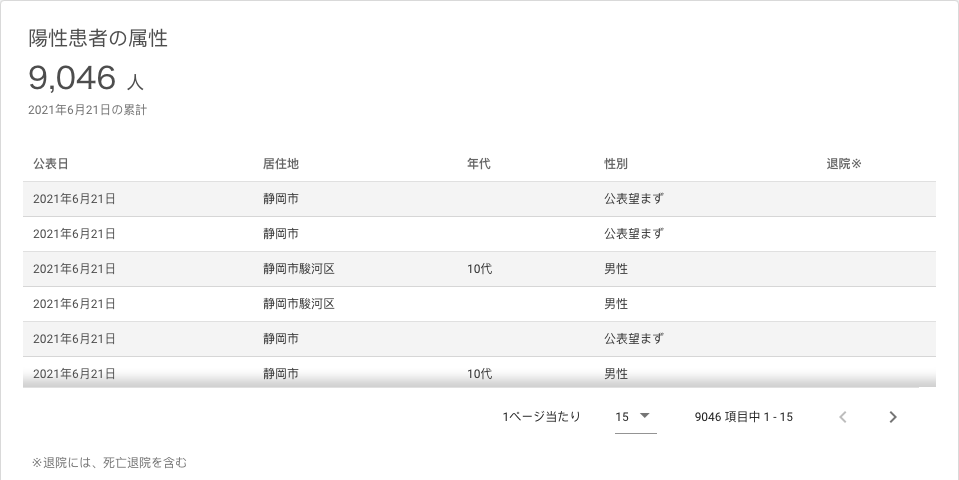 陽性患者の属性
9,046 人
2021年6月21日の累計
公表日 居住地 年代 性別 退院※
2021年6月21日 静岡市 公表望まず
2021年6月21日 静岡市 公表望まず
2021年6月21日 静岡市駿河区 10代 男性
2021年6月21日 静岡市駿河区 男性
2021年6月21日 静岡市 公表望まず
2021年6月21日 静岡市 10代 男性
1ページ当たり 15 9046 項目中 1 - 15
※退院には、死亡退院を含む